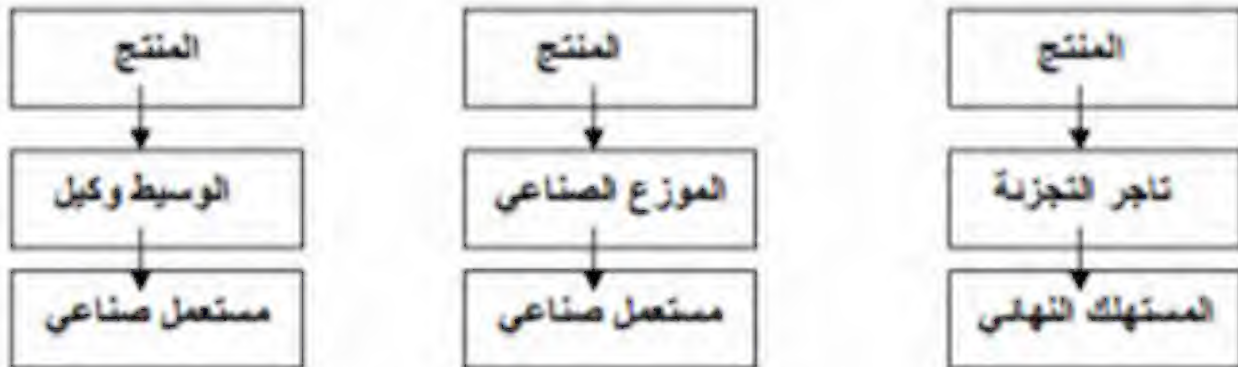 المنتج
تاجر التجزئة
المستهلك النهائي
المنتج
الموزع الصناعي
مستعمل صناعي
المنتج
الوسيط وكيل
مستعمل صناعي